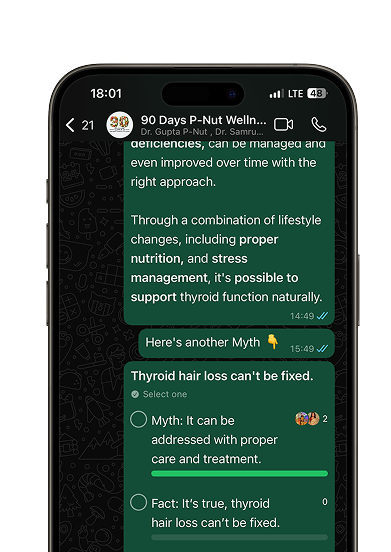 18:01 LTE 48
21 90 Days P-Nut Welln...
Dr. Gupta P-Nut , Dr. Samru...
deficiencies, can be managed and
even improved over time with the
right approach.
Through a combination of lifestyle
changes, including proper
nutrition, and stress
management, it's possible to
support thyroid function naturally.
14:49
Here's another Myth 👇
15:49
Thyroid hair loss can't be fixed.
Select one
Myth: It can be 2
addressed with proper
care and treatment.
Fact: It’s true, thyroid 0
hair loss can’t be fixed.